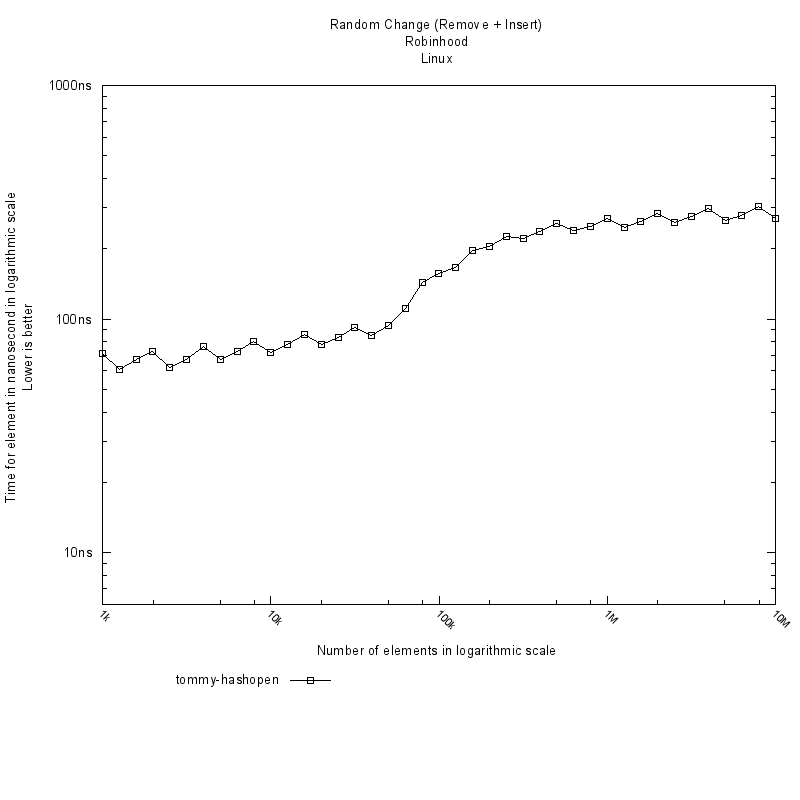 Random Change (Remove + Insert)
Robinhood
Linux
1000ns
100ns
10ns
Time for element in nanosecond in logarithmic scale
Lower is better
1k
10k
100k
1M
10M
Number of elements in logarithmic scale
tommy-hashopen